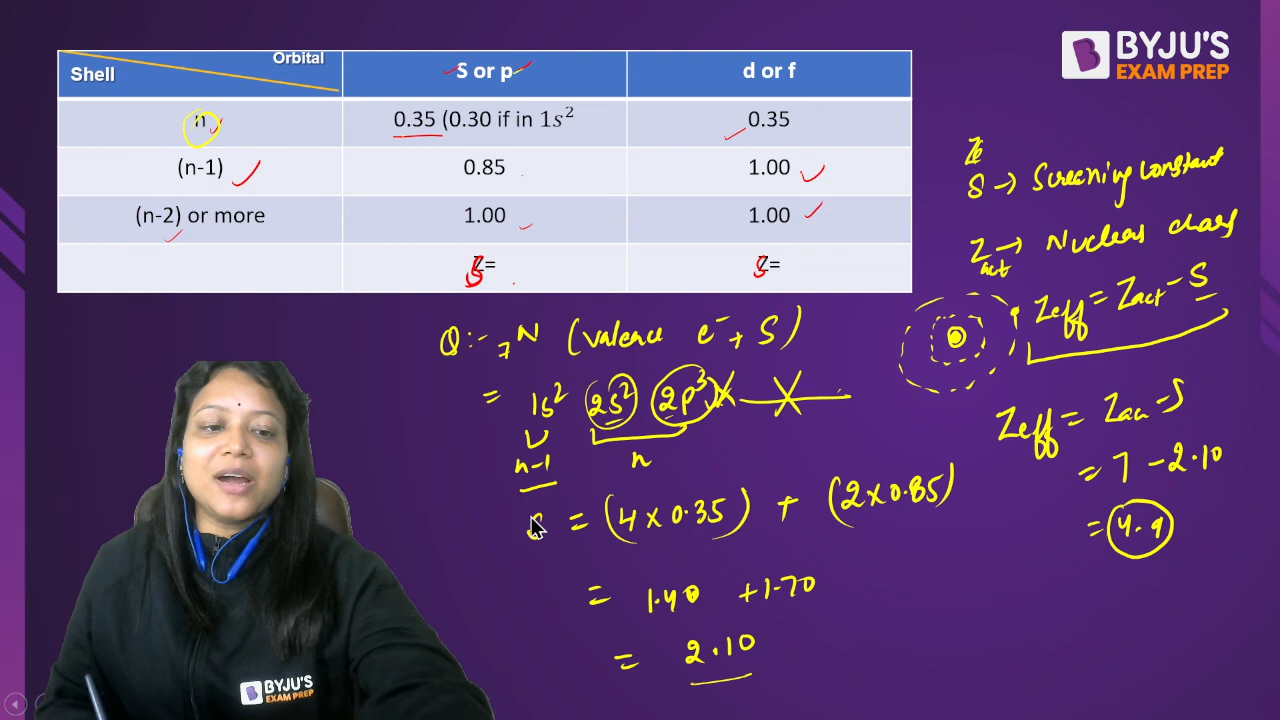 BYJU'S
EXAM PREP
Orbital
Shell
S or p
d or f
n
0.35 (0.30 if in 1s²
0.35
(n-1)
0.85
1.00
(n-2) or more
1.00
1.00
S=
S=
S → Screening constant
Z act → Nuclear charg
Zeff = Zact - S
Q:- ₇N (valence e⁻ , S)
= 1s² 2s² 2p³
n-1 n
S = (4 × 0.35) + (2 × 0.85)
= 1.40 + 1.70
= 2.10
Zeff = Zact - S
= 7 - 2.10
= 4.9
BYJU'S
EXAM PREP